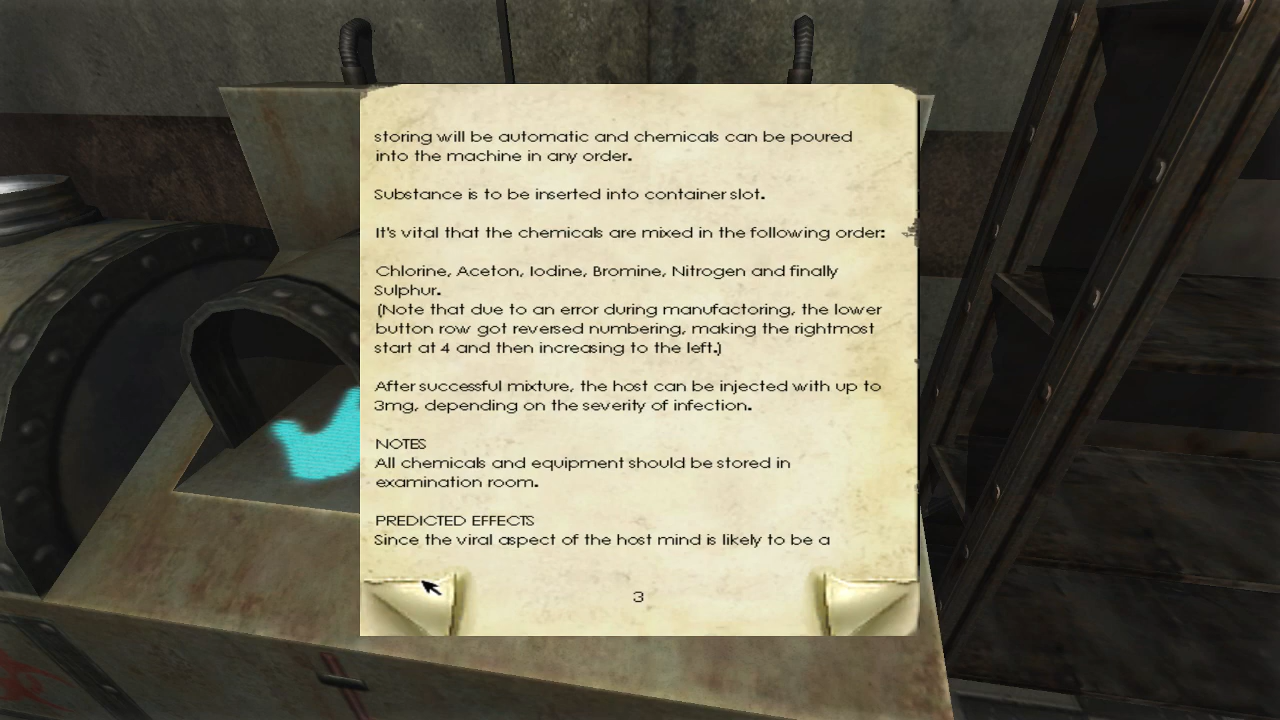 storing will be automatic and chemicals can be poured
into the machine in any order.
Substance is to be inserted into container slot.
It's vital that the chemicals are mixed in the following order:
Chlorine, Aceton, Iodine, Bromine, Nitrogen and finally
Sulphur.
(Note that due to an error during manufactoring, the lower
button row got reversed numbering, making the rightmost
start at 4 and then increasing to the left.)
After successful mixture, the host can be injected with up to
3mg, depending on the severity of infection.
NOTES
All chemicals and equipment should be stored in
examination room.
PREDICTED EFFECTS
Since the viral aspect of the host mind is likely to be a
3